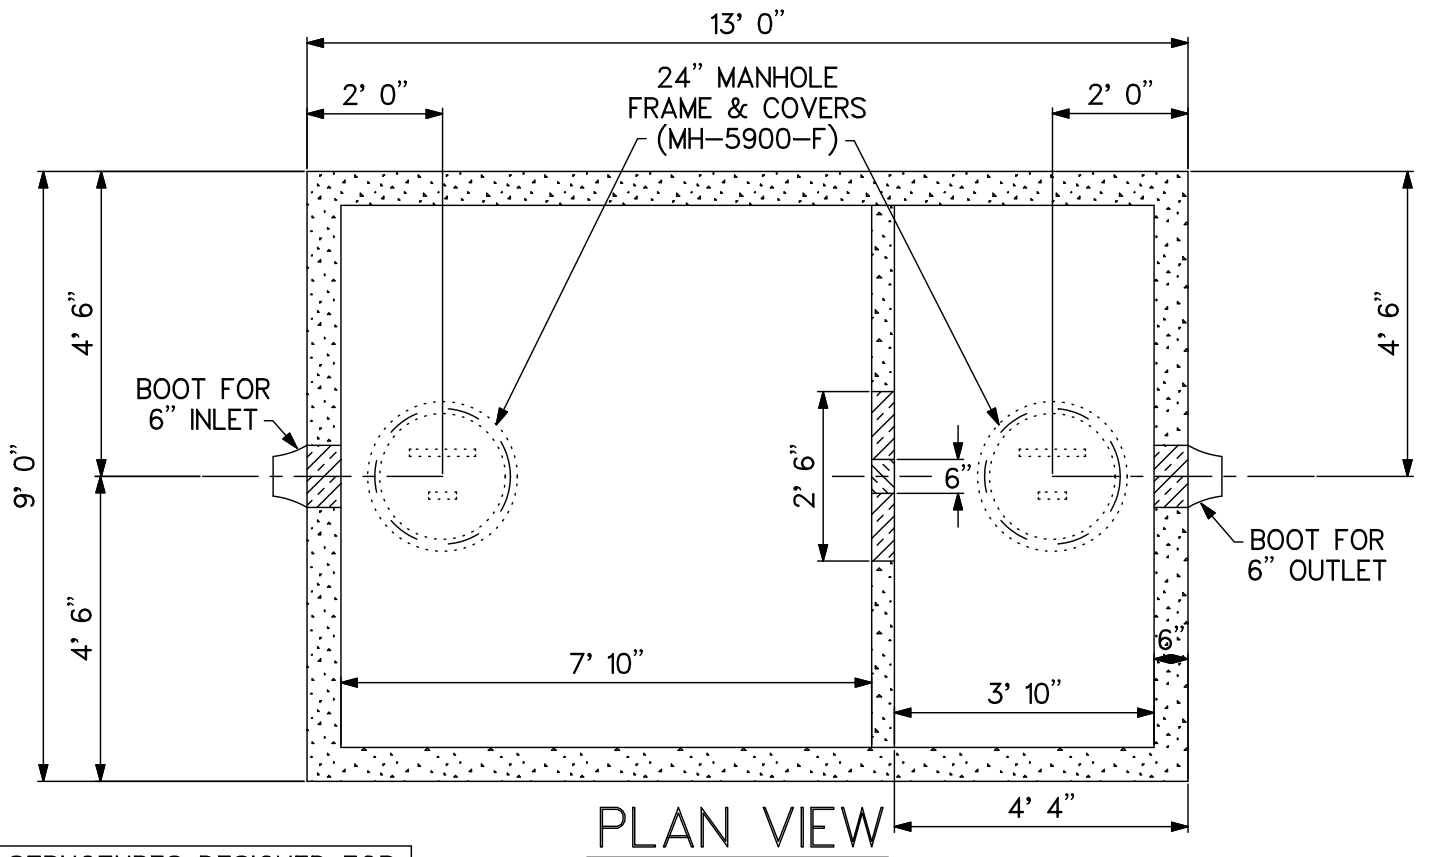 13' 0"
2' 0"
24" MANHOLE
FRAME & COVERS
(MH-5900-F)
2' 0"
4' 6"
4' 6"
BOOT FOR
6" INLET
9' 0"
2' 6"
6"
BOOT FOR
6" OUTLET
4' 6"
7' 10"
6"
3' 10"
4' 4"
PLAN VIEW
DESIGNED FOR